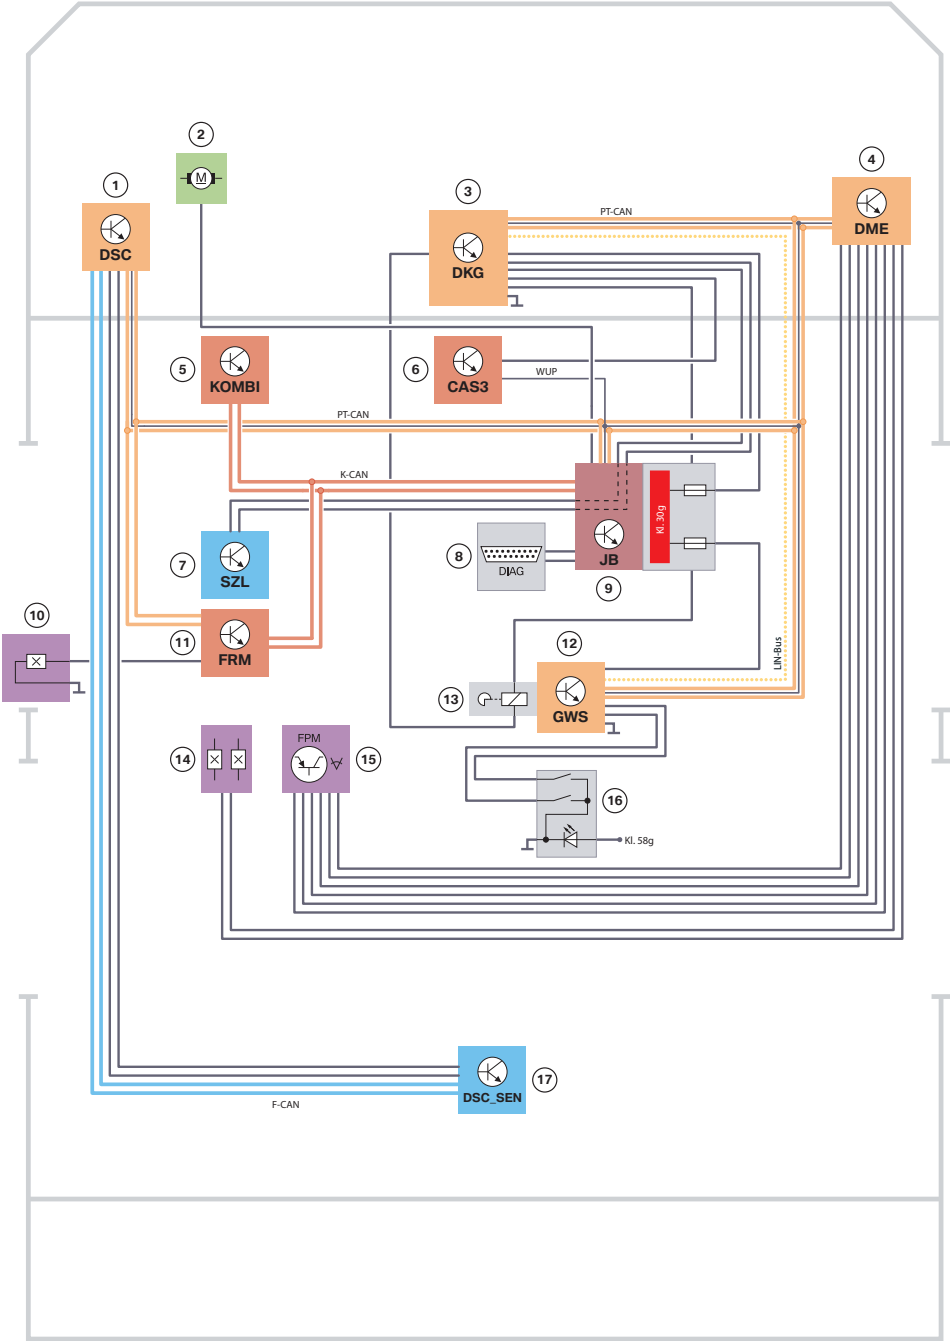 2
M
1
DSC
3
DKG
PT-CAN
4
DME
5
KOMBI
6
CAS3
WUP
PT-CAN
K-CAN
7
SZL
8
DIAG
Kl. 30g
JB
9
10
11
FRM
12
LIN-Bus
13
GWS
14
FPM
15
16
Kl. 58g
DSC_SEN
17
F-CAN